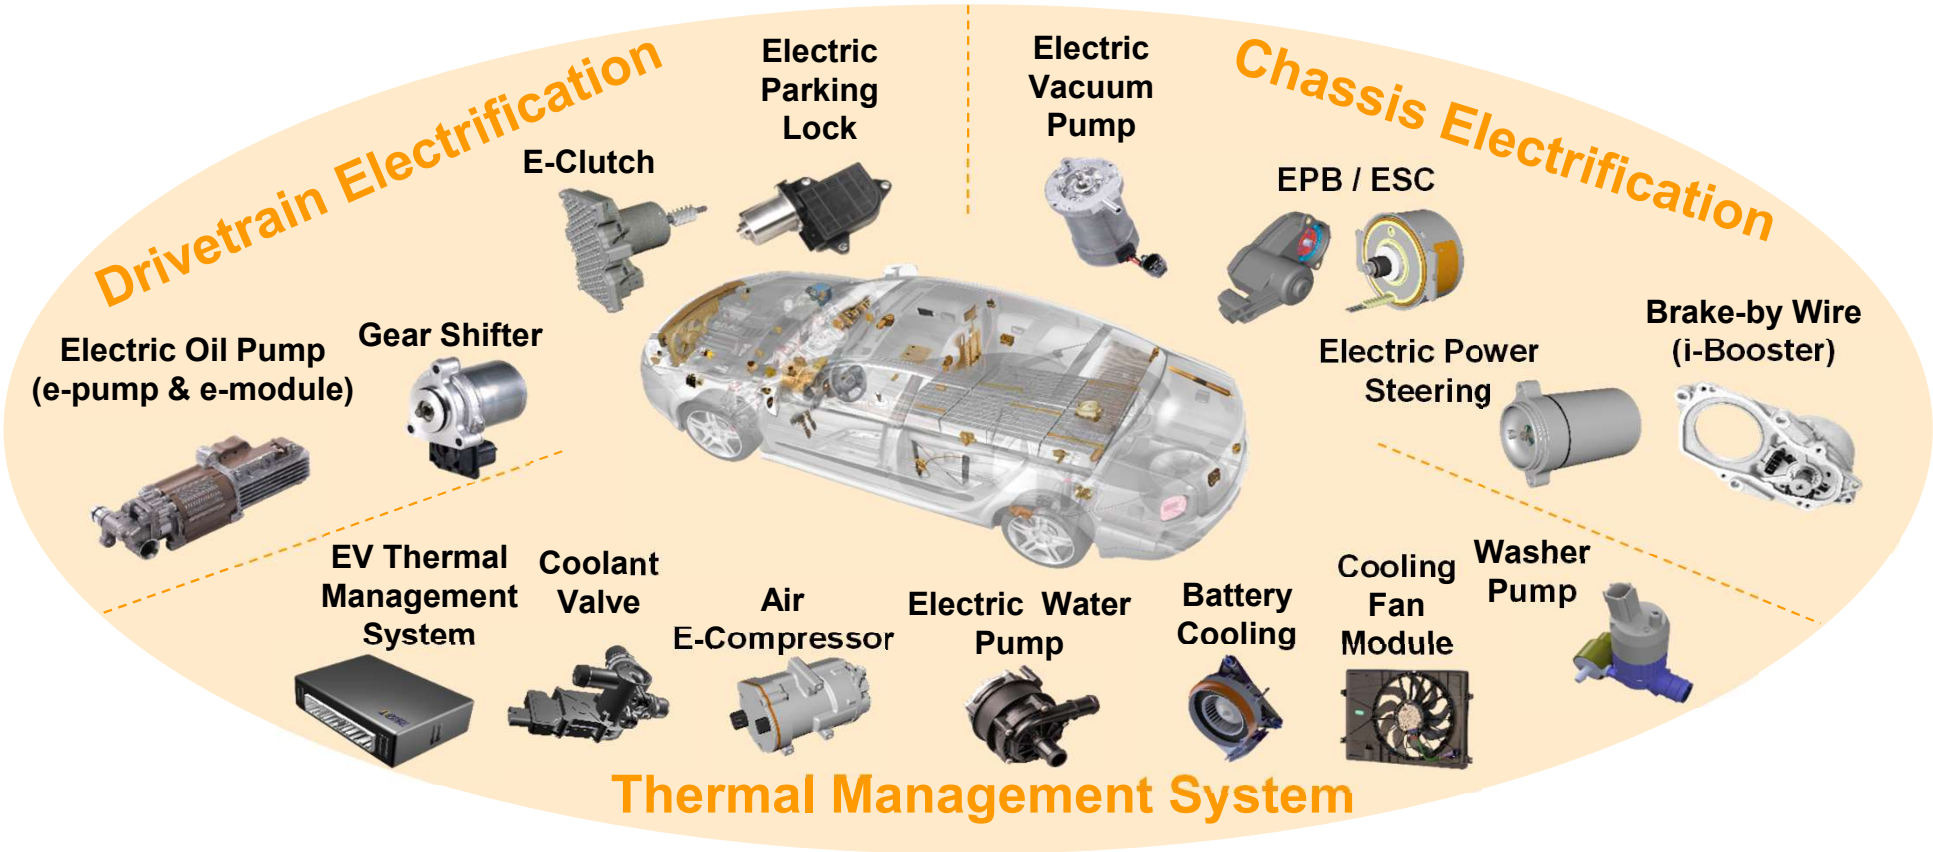 Drivetrain Electrification
Electric
Parking
Lock
E-Clutch
Gear Shifter
Electric Oil Pump
(e-pump & e-module)
Chassis Electrification
Electric
Vacuum
Pump
EPB / ESC
Electric Power
Steering
Brake-by Wire
(i-Booster)
EV Thermal
Management
System
Coolant
Valve
Air
E-Compressor
Electric Water
Pump
Battery
Cooling
Cooling
Fan
Module
Washer
Pump
Thermal Management System